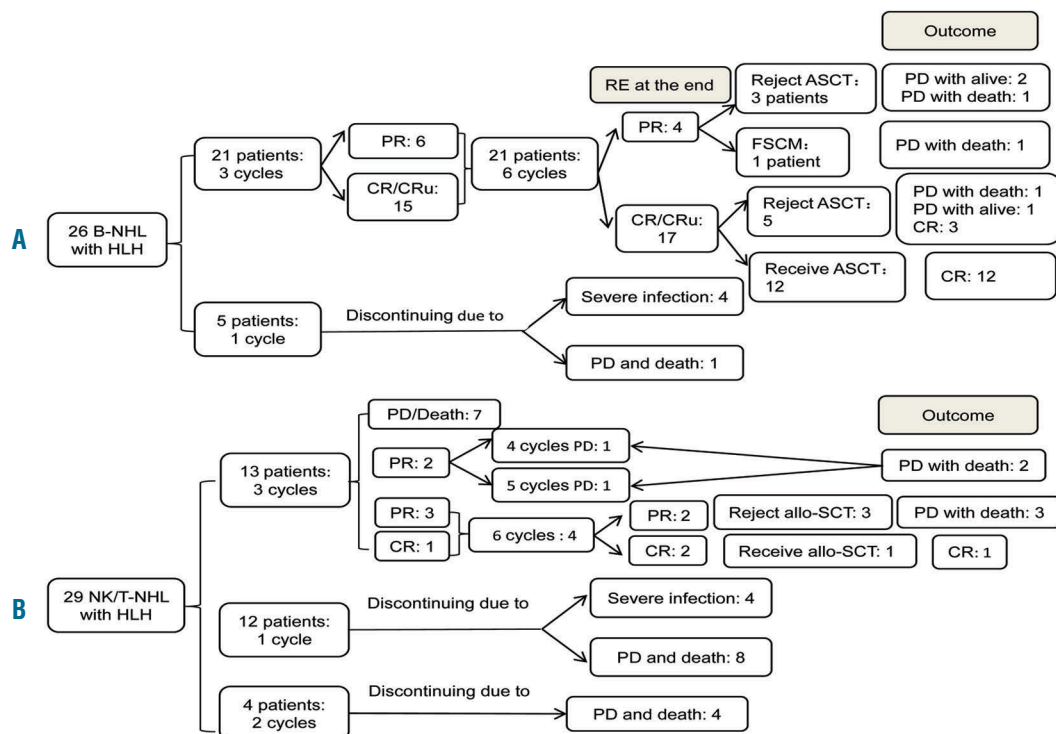 Outcome
RE at the end
Reject ASCT:
3 patients
PD with alive: 2
PD with death: 1
PR: 4
FSCM:
1 patient
PD with death: 1
21 patients:
3 cycles
PR: 6
CR/CRu:
15
21 patients:
6 cycles
CR/CRu:
17
Reject ASCT:
5
PD with death: 1
PD with alive: 1
CR: 3
Receive ASCT:
12
CR: 12
A
26 B-NHL
with HLH
5 patients:
1 cycle
Discontinuing due to
Severe infection: 4
PD and death: 1
Outcome
PD/Death: 7
13 patients:
3 cycles
PR: 2
4 cycles PD: 1
5 cycles PD: 1
PD with death: 2
PR: 3
CR: 1
6 cycles : 4
PR: 2
Reject allo-SCT: 3
PD with death: 3
CR: 2
Receive allo-SCT: 1
CR: 1
B
29 NK/T-NHL
with HLH
12 patients:
1 cycle
Discontinuing due to
Severe infection: 4
PD and death: 8
4 patients:
2 cycles
Discontinuing due to
PD and death: 4